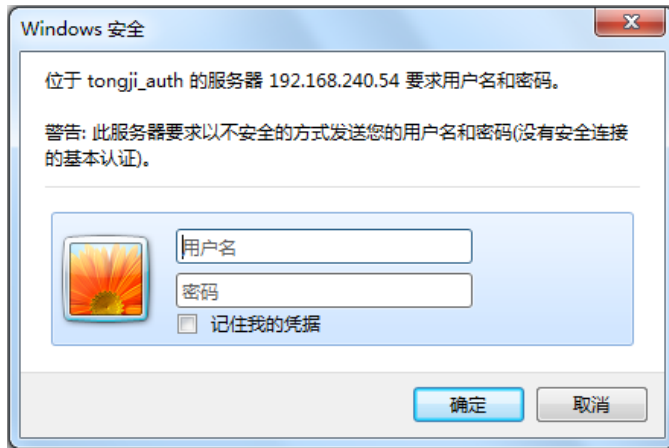 Windows 安全
位于 tongji_auth 的服务器 192.168.240.54 要求用户名和密码。
警告: 此服务器要求以不安全的方式发送您的用户名和密码(没有安全连接
的基本认证)。
用户名
密码
记住我的凭据
确定
取消